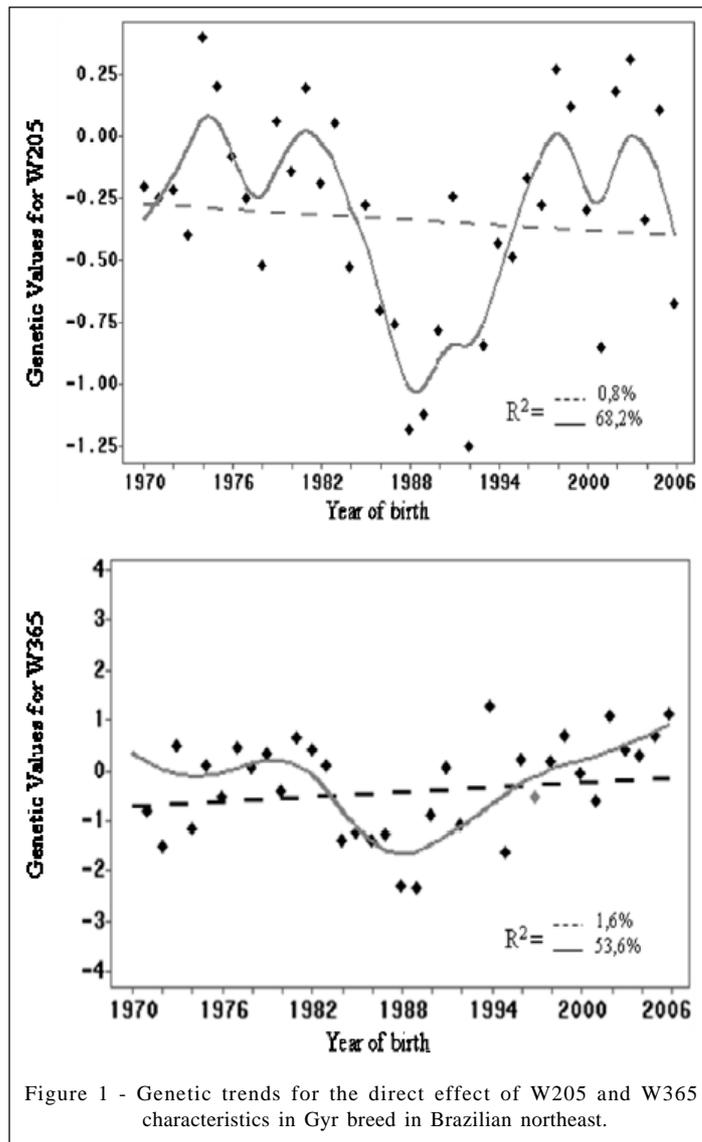 Genetic Values for W205
0.25
0.00
-0.25
-0.50
-0.75
-1.00
-1.25
R2= 0,8%
68,2%
1970 1976 1982 1988 1994 2000 2006
Year of birth
Genetic Values for W365
4
3
2
1
0
-1
-2
-3
-4
R2= 1,6%
53,6%
1970 1976 1982 1988 1994 2000 2006
Year of birth
Figure 1 - Genetic trends for the direct effect of W205 and W365
characteristics in Gyr breed in Brazilian northeast.